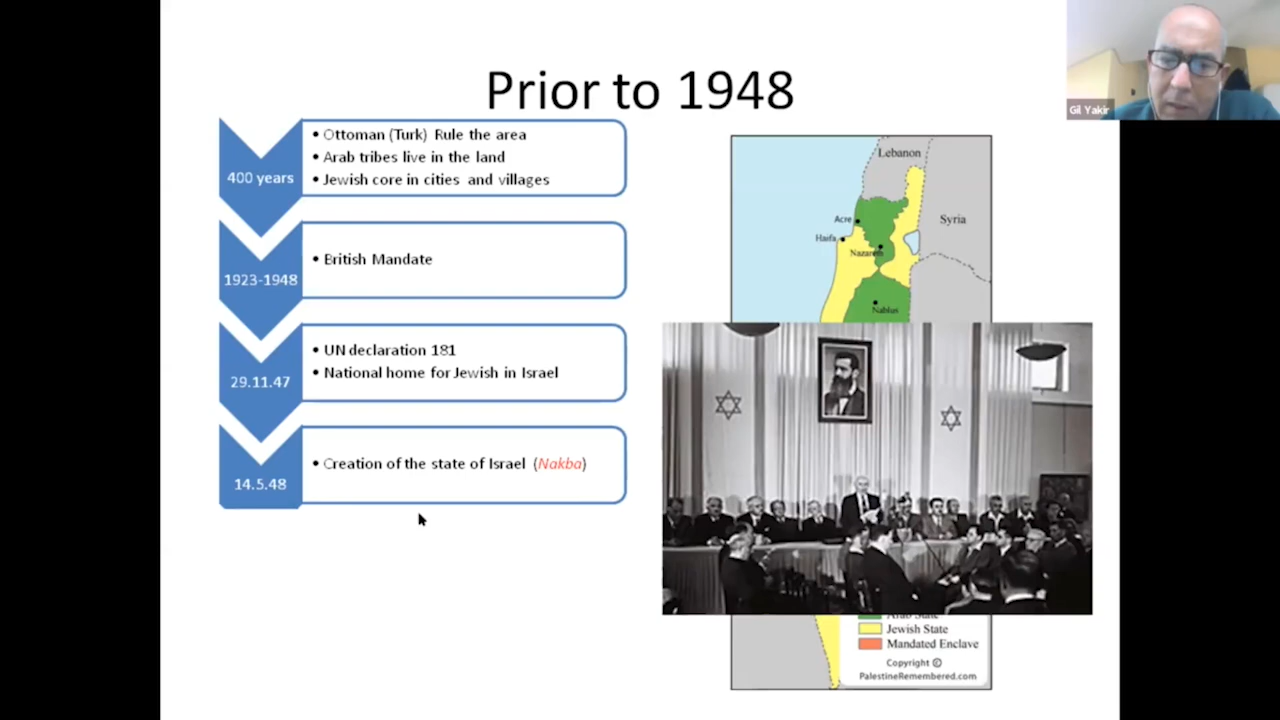 Prior to 1948
400 years
• Ottoman (Turk) Rule the area
• Arab tribes live in the land
• Jewish core in cities and villages
1923-1948
• British Mandate
29.11.47
• UN declaration 181
• National home for Jewish in Israel
14.5.48
• Creation of the state of Israel (Nakba)
Lebanon
Acre
Syria
Haifa
Nazareth
Nablus
Arab State
Jewish State
Mandated Enclave
Copyright ©
PalestineRemembered.com
Gil Yakir